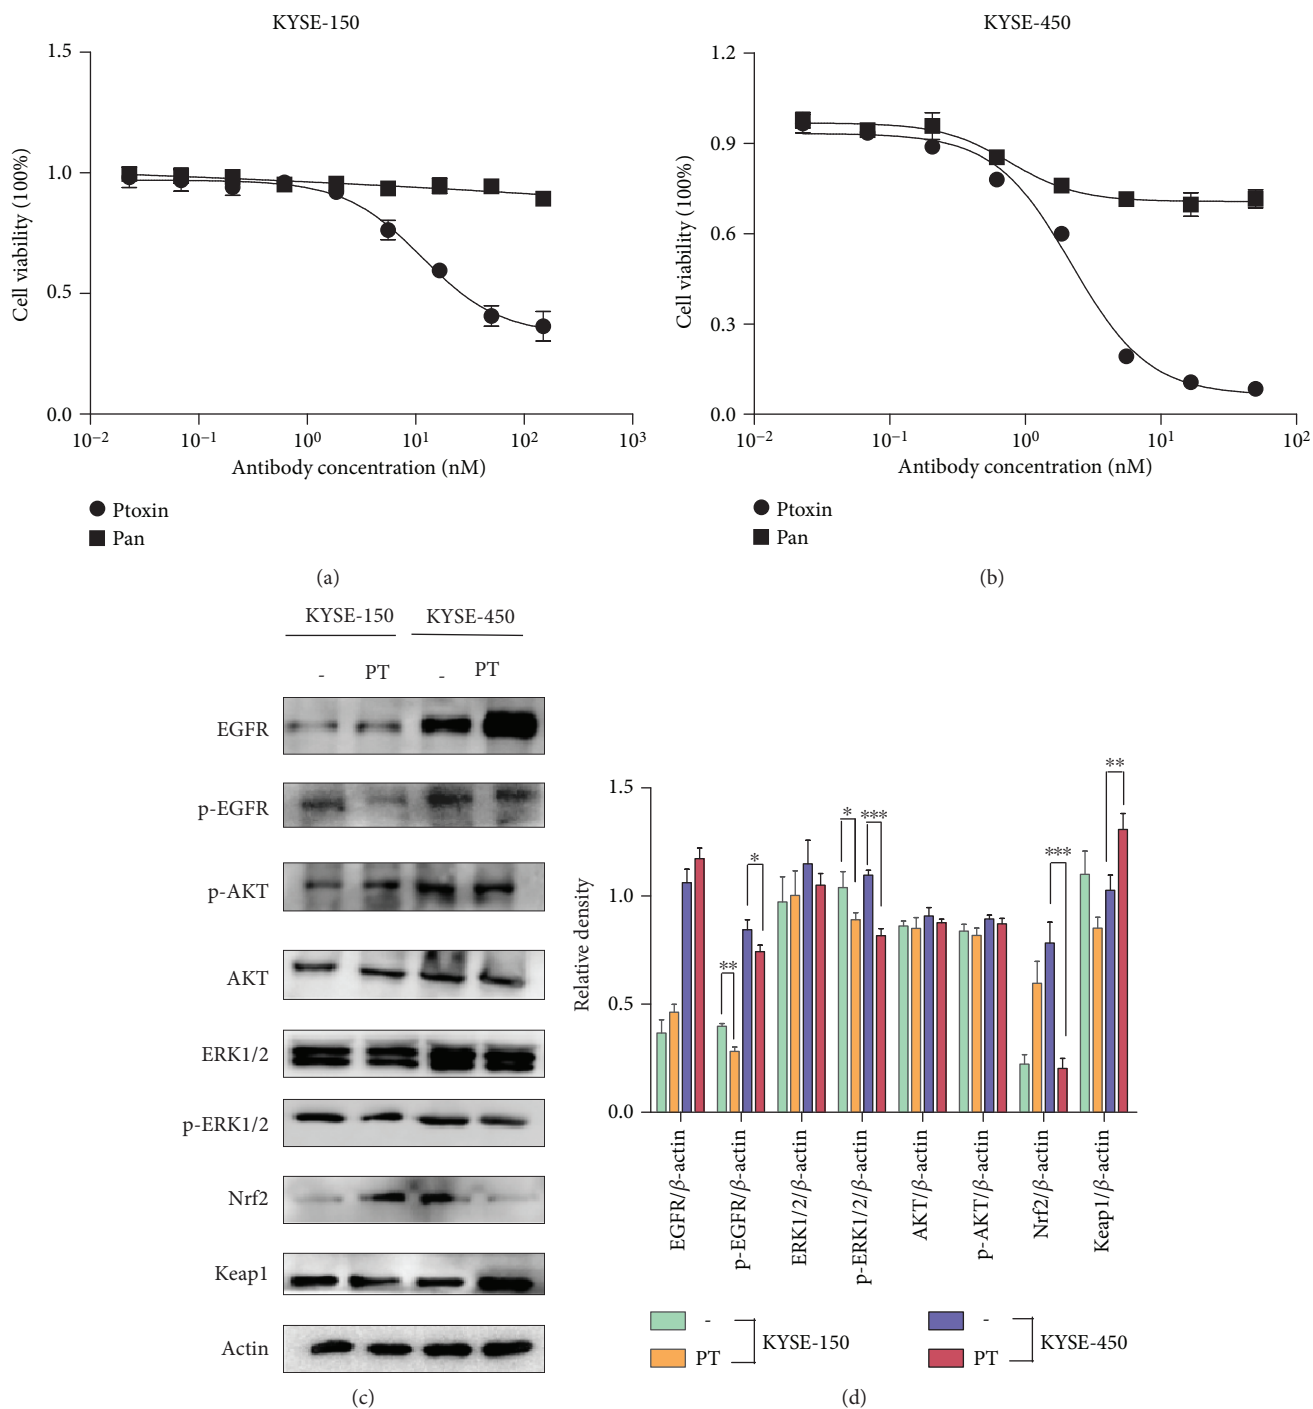 KYSE-150
1.5
1.0
0.5
0.0
Cell viability (100%)
10⁻² 10⁻¹ 10⁰ 10¹ 10² 10³
Antibody concentration (nM)
Ptoxin
Pan
(a)
KYSE-450
1.2
0.9
0.6
0.3
0.0
Cell viability (100%)
10⁻² 10⁻¹ 10⁰ 10¹ 10²
Antibody concentration (nM)
Ptoxin
Pan
(b)
KYSE-150 KYSE-450
- PT - PT
EGFR
p-EGFR
p-AKT
AKT
ERK1/2
p-ERK1/2
Nrf2
Keap1
Actin
(c)
1.5
1.0
0.5
0.0
Relative density
** * * *** *** **
EGFR/β-actin
p-EGFR/β-actin
ERK1/2/β-actin
p-ERK1/2/β-actin
AKT/β-actin
p-AKT/β-actin
Nrf2/β-actin
Keap1/β-actin
-
PT
KYSE-150
-
PT
KYSE-450
(d)